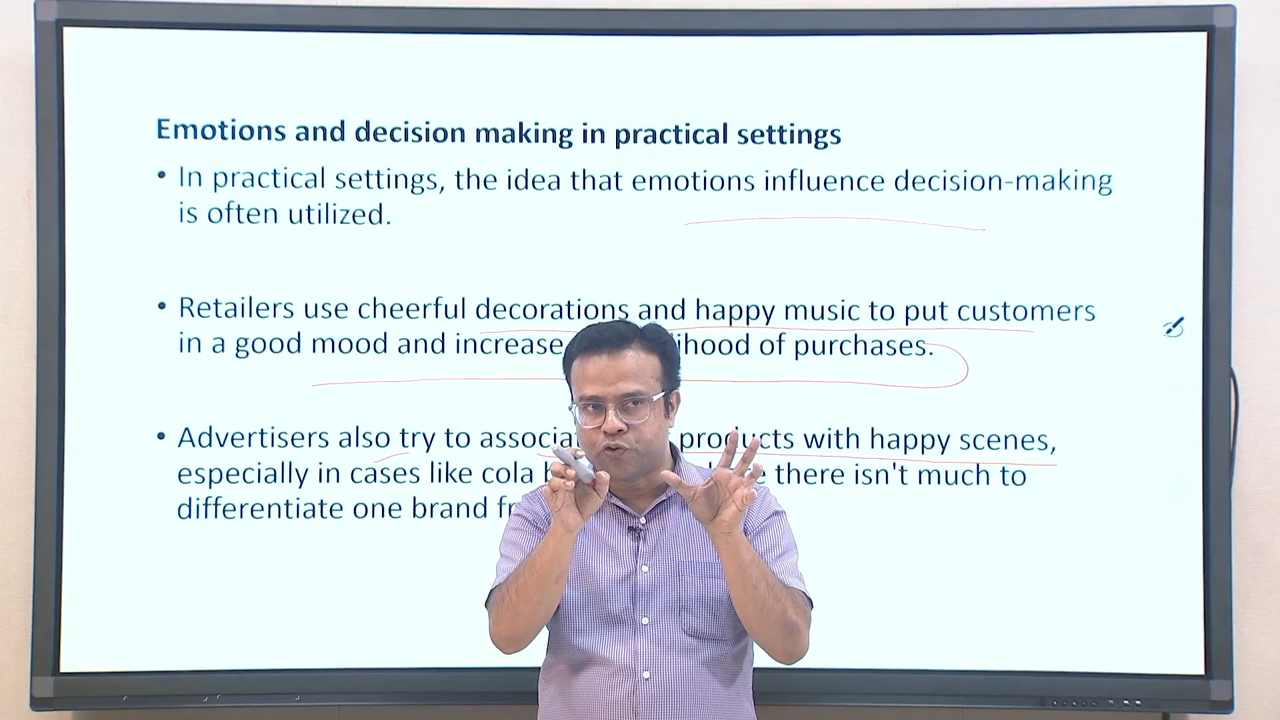 Emotions and decision making in practical settings
• In practical settings, the idea that emotions influence decision-making
is often utilized.
• Retailers use cheerful decorations and happy music to put customers
in a good mood and increase ihood of purchases.
• Advertisers also try to associa products with happy scenes,
especially in cases like cola there isn't much to
differentiate one brand